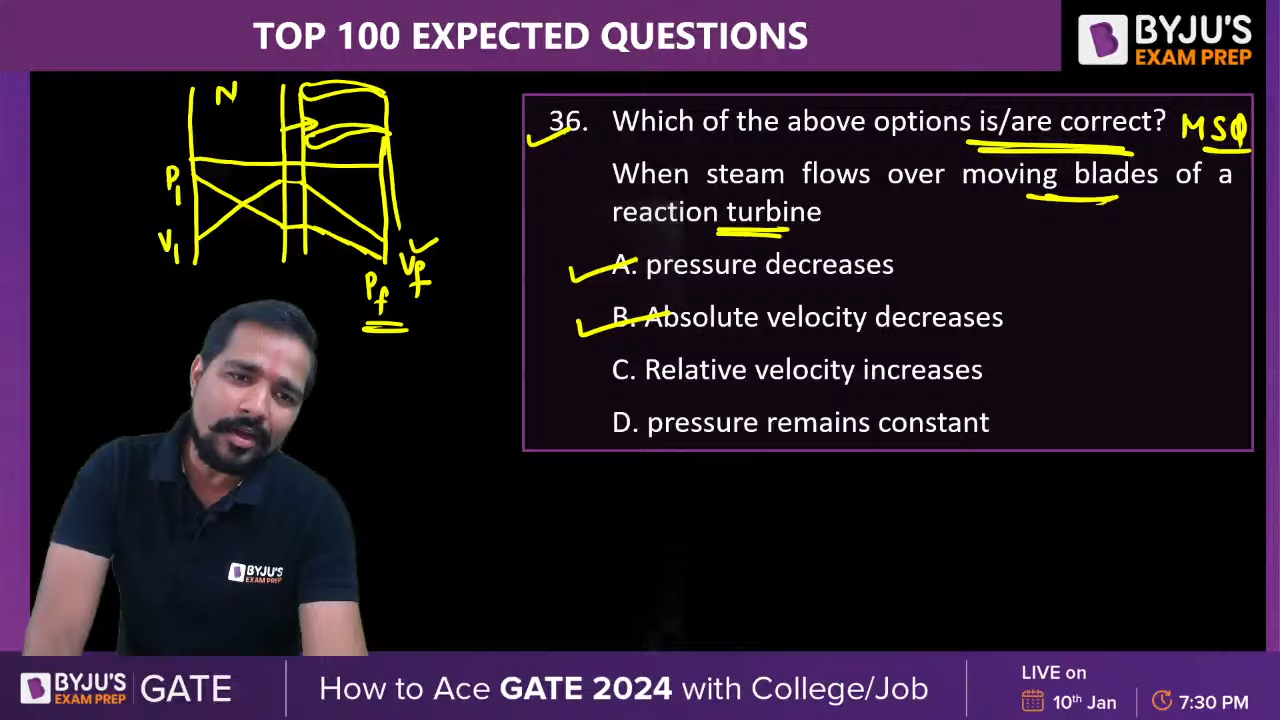 TOP 100 EXPECTED QUESTIONS
BYJU'S
EXAM PREP
N
P1
V1
Pf
Vf
36. Which of the above options is/are correct? MSQ
When steam flows over moving blades of a
reaction turbine
A. pressure decreases
B. Absolute velocity decreases
C. Relative velocity increases
D. pressure remains constant
BYJU'S
EXAM PREP
BYJU'S
EXAM PREP
GATE
How to Ace GATE 2024 with College/Job
LIVE on
10th Jan
7:30 PM